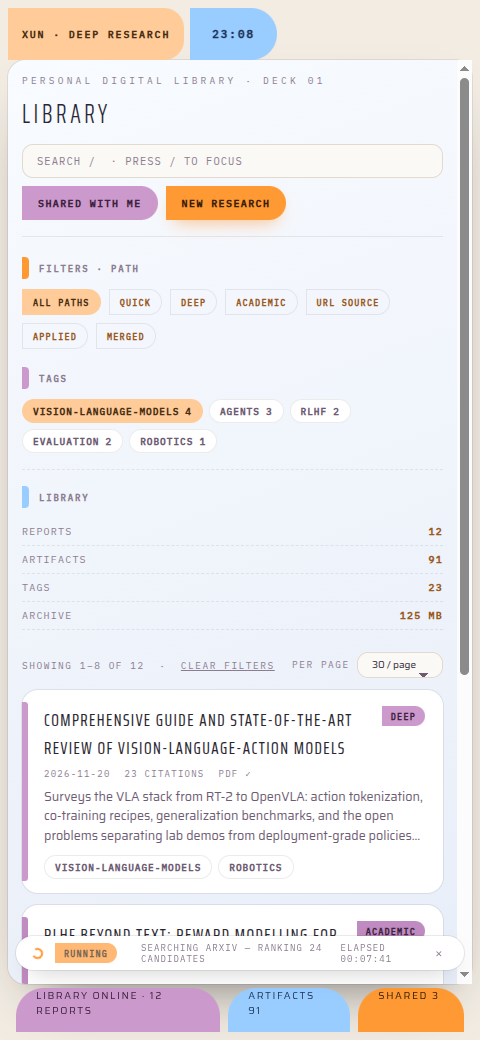 XUN · DEEP RESEARCH
23:08
PERSONAL DIGITAL LIBRARY · DECK 01
LIBRARY
SEARCH /  · PRESS / TO FOCUS
SHARED WITH ME
NEW RESEARCH
FILTERS · PATH
ALL PATHS
QUICK
DEEP
ACADEMIC
URL SOURCE
APPLIED
MERGED
TAGS
VISION-LANGUAGE-MODELS 4
AGENTS 3
RLHF 2
EVALUATION 2
ROBOTICS 1
LIBRARY
REPORTS 12
ARTIFACTS 91
TAGS 23
ARCHIVE 125 MB
SHOWING 1–8 OF 12 · CLEAR FILTERS PER PAGE 30 / page
COMPREHENSIVE GUIDE AND STATE-OF-THE-ART
REVIEW OF VISION-LANGUAGE-ACTION MODELS
DEEP
2026-11-20 23 CITATIONS PDF ✓
Surveys the VLA stack from RT-2 to OpenVLA: action tokenization,
co-training recipes, generalization benchmarks, and the open
problems separating lab demos from deployment-grade policies…
VISION-LANGUAGE-MODELS
ROBOTICS
RLHF BEYOND TEXT: REWARD MODELLING FOR
ACADEMIC
RUNNING
SEARCHING ARXIV — RANKING 24
CANDIDATES
ELAPSED
00:07:41
×
LIBRARY ONLINE · 12
REPORTS
ARTIFACTS
91
SHARED 3